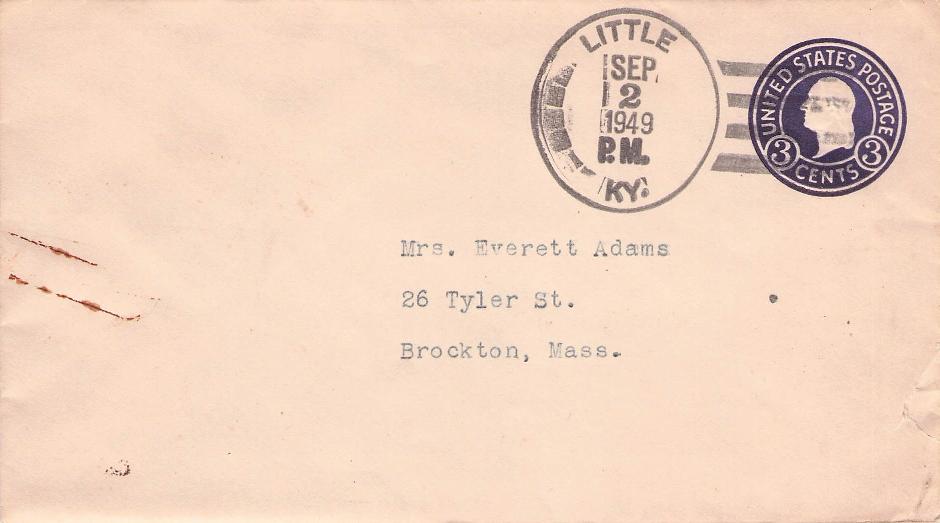 LITTLE
SEP
2
1949
P.M.
KY.
UNITED STATES POSTAGE
3 CENTS 3
Mrs. Everett Adams
26 Tyler St.
Brockton, Mass.